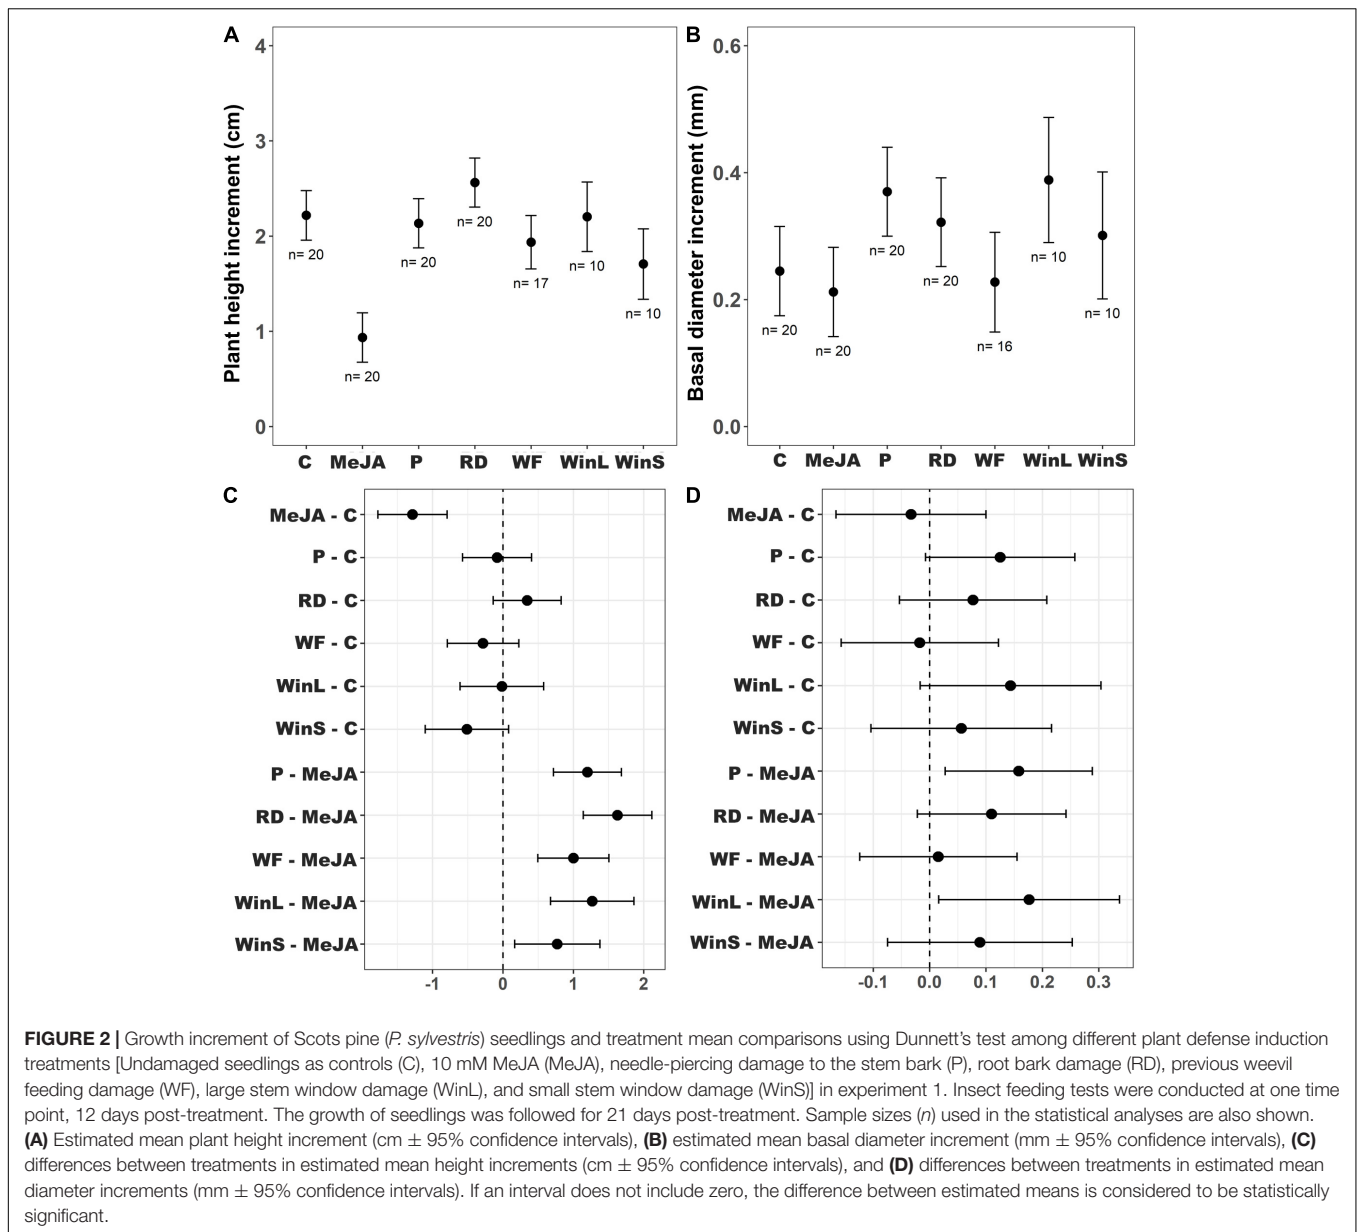 A
Plant height increment (cm)
4
3
2
1
0
n= 20
n= 20
n= 20
n= 20
n= 17
n= 10
n= 10
C MeJA P RD WF WinL WinS
B
Basal diameter increment (mm)
0.6
0.4
0.2
0.0
n= 20
n= 20
n= 20
n= 20
n= 16
n= 10
n= 10
C MeJA P RD WF WinL WinS
C
MeJA - C
P - C
RD - C
WF - C
WinL - C
WinS - C
P - MeJA
RD - MeJA
WF - MeJA
WinL - MeJA
WinS - MeJA
-1 0 1 2
D
MeJA - C
P - C
RD - C
WF - C
WinL - C
WinS - C
P - MeJA
RD - MeJA
WF - MeJA
WinL - MeJA
WinS - MeJA
-0.1 0.0 0.1 0.2 0.3
FIGURE 2 | Growth increment of Scots pine (P. sylvestris) seedlings and treatment mean comparisons using Dunnett's test among different plant defense induction
treatments [Undamaged seedlings as controls (C), 10 mM MeJA (MeJA), needle-piercing damage to the stem bark (P), root bark damage (RD), previous weevil
feeding damage (WF), large stem window damage (WinL), and small stem window damage (WinS)] in experiment 1. Insect feeding tests were conducted at one time
point, 12 days post-treatment. The growth of seedlings was followed for 21 days post-treatment. Sample sizes (n) used in the statistical analyses are also shown.
(A) Estimated mean plant height increment (cm ± 95% confidence intervals), (B) estimated mean basal diameter increment (mm ± 95% confidence intervals), (C)
differences between treatments in estimated mean height increments (cm ± 95% confidence intervals), and (D) differences between treatments in estimated mean
diameter increments (mm ± 95% confidence intervals). If an interval does not include zero, the difference between estimated means is considered to be statistically
significant.